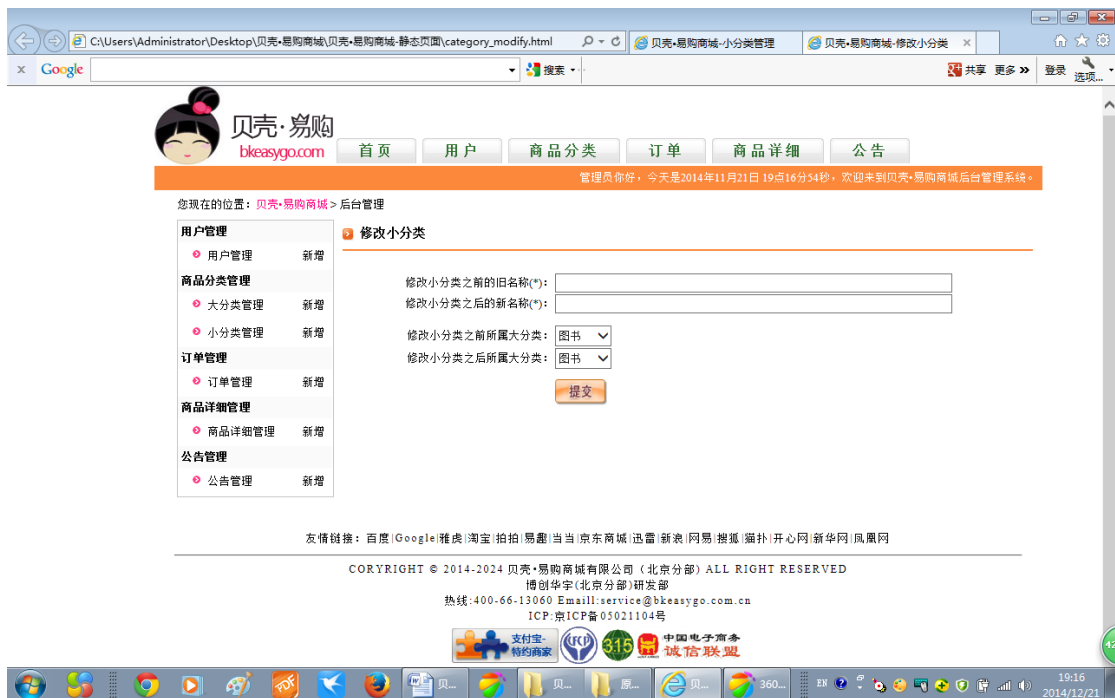 C:\Users\Administrator\Desktop\贝壳•易购商城\贝壳•易购商城-静态页面\category_modify.html
贝壳•易购商城-小分类管理
贝壳•易购商城-修改小分类
x Google 搜索 共享 更多 » 登录 选项...
贝壳·易购
bkeasygo.com
首页 用户 商品分类 订单 商品详细 公告
管理员你好，今天是2014年11月21日 19点16分54秒，欢迎来到贝壳•易购商城后台管理系统。
您现在的位置：贝壳•易购商城 > 后台管理
用户管理
用户管理 新增
商品分类管理
大分类管理 新增
小分类管理 新增
订单管理
订单管理 新增
商品详细管理
商品详细管理 新增
公告管理
公告管理 新增
修改小分类
修改小分类之前的旧名称(*)：
修改小分类之后的新名称(*)：
修改小分类之前所属大分类： 图书
修改小分类之后所属大分类： 图书
提交
友情链接：百度|Google|雅虎|淘宝|拍拍|易趣|当当|京东商城|迅雷|新浪|网易|搜狐|猫扑|开心网|新华网|凤凰网
CORYRIGHT © 2014-2024 贝壳•易购商城有限公司（北京分部）ALL RIGHT RESERVED
博创华宇(北京分部)研发部
热线:400-66-13060 Emaill:service@bkeasygo.com.cn
ICP:京ICP备05021104号
支付宝-
特约商家
315
中国电子商务
诚信联盟
42
PDF
贝... 贝... 原... 贝... 360...
EN
19:16
2014/12/21